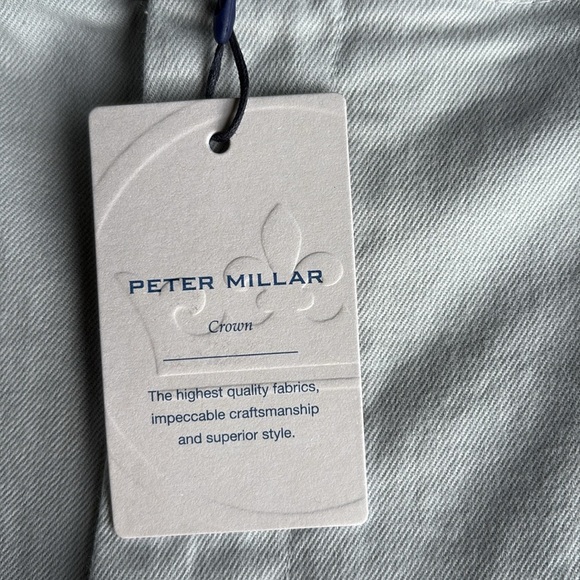 PETER MILLAR
Crown
The highest quality fabrics,
impeccable craftsmanship
and superior style.